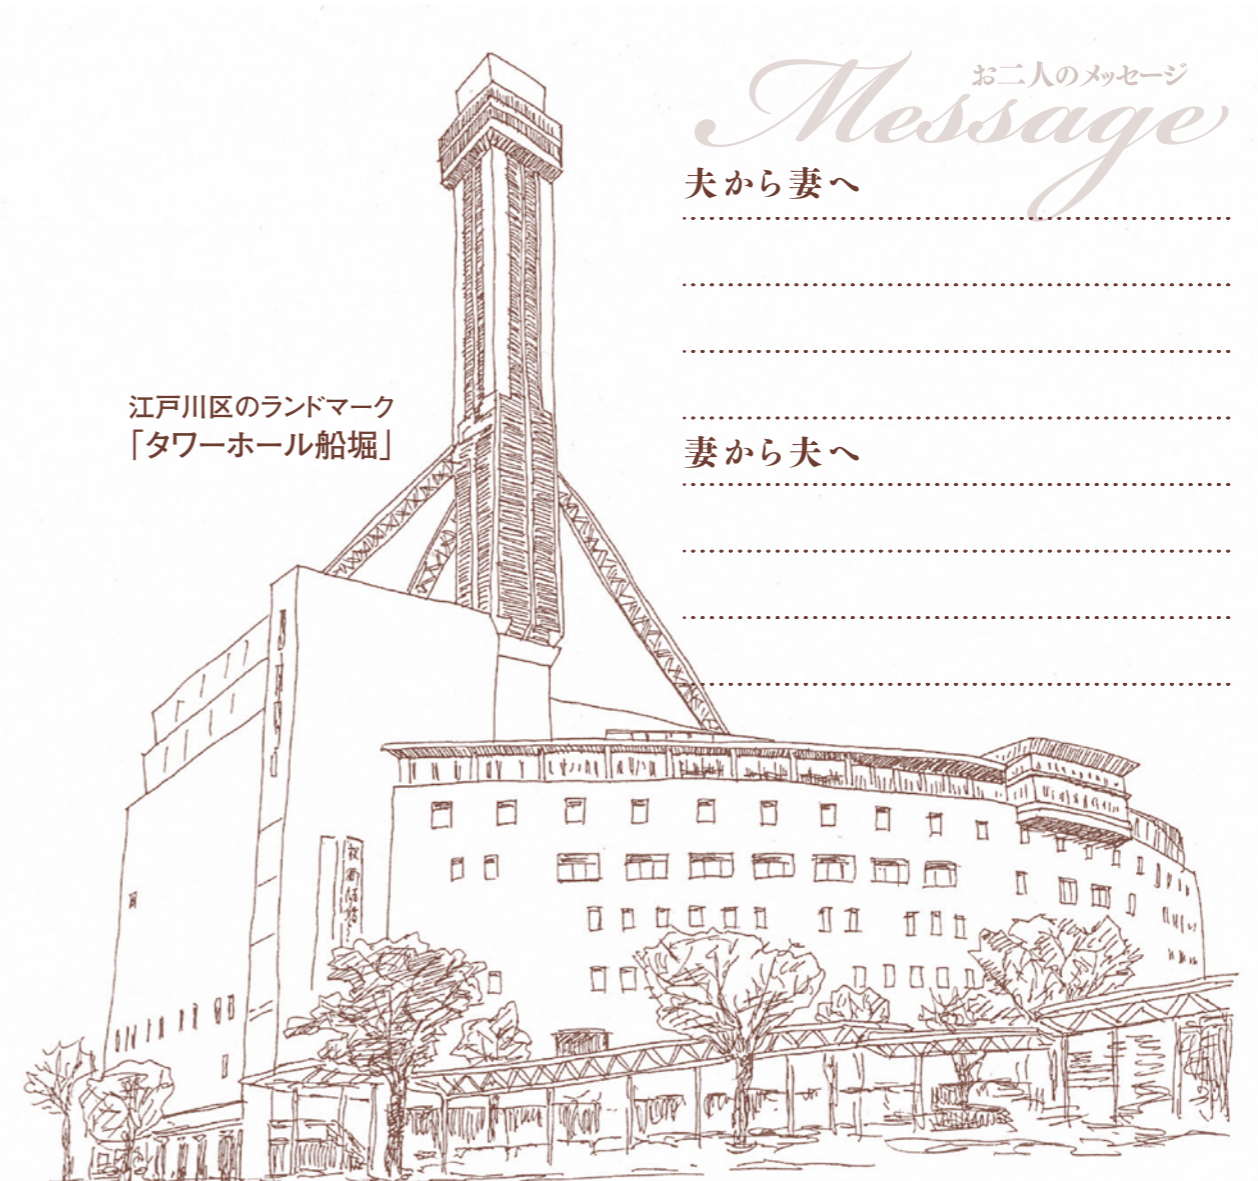 お二人のメッセージ
Message
夫から妻へ
江戸川区のランドマーク
「タワーホール船堀」
妻から夫へ